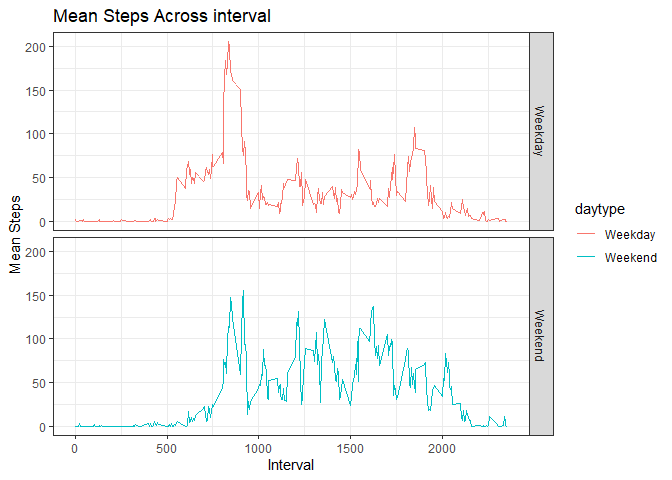 Mean Steps Across interval
Mean Steps
200
150
100
50
0
Weekday
200
150
100
50
0
Weekend
0 500 1000 1500 2000
Interval
daytype
Weekday
Weekend